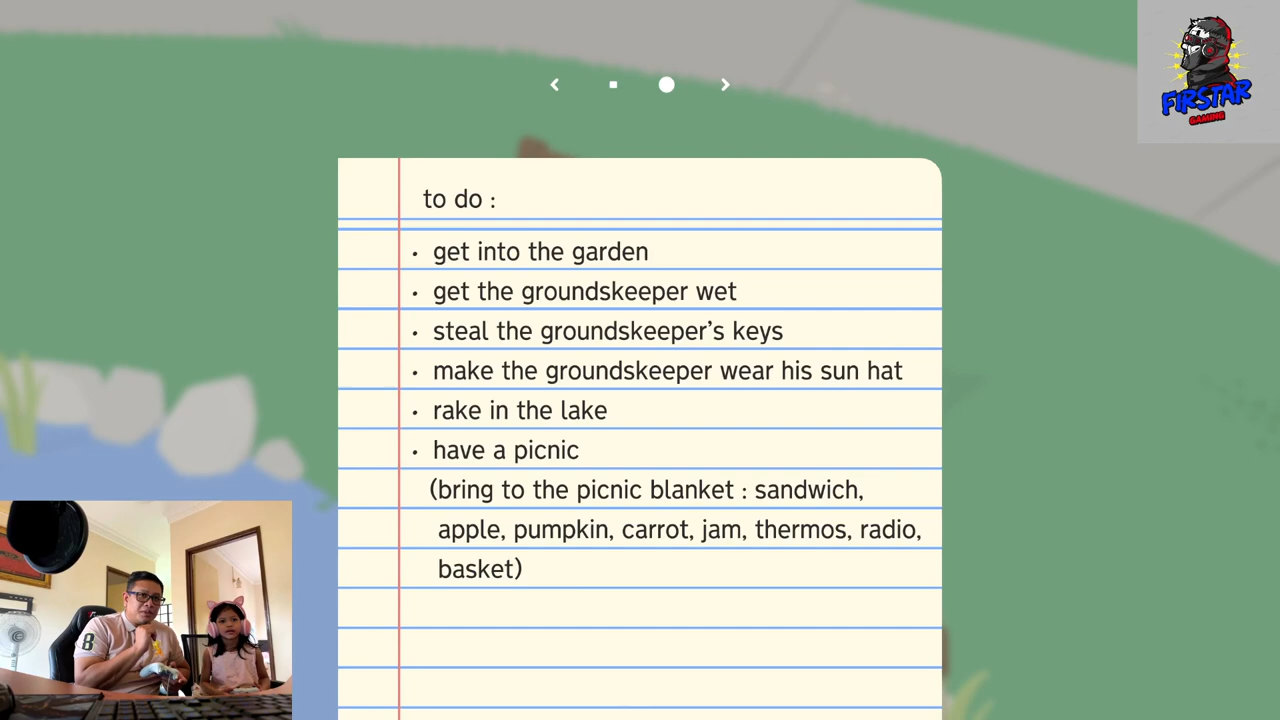 FIRSTAR
GAMING
to do :
• get into the garden
• get the groundskeeper wet
• steal the groundskeeper’s keys
• make the groundskeeper wear his sun hat
• rake in the lake
• have a picnic
(bring to the picnic blanket : sandwich,
apple, pumpkin, carrot, jam, thermos, radio,
basket)
8